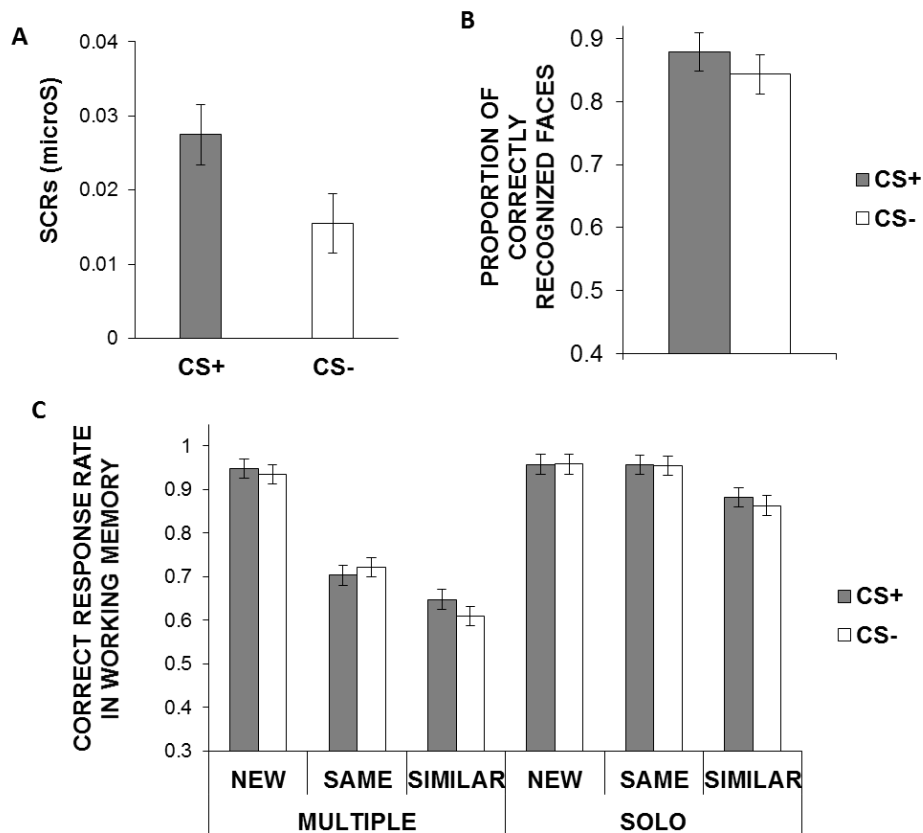 A
SCRs (microS)
0.04
0.03
0.02
0.01
0
CS+ CS-
B
PROPORTION OF
CORRECTLY
RECOGNIZED FACES
0.9
0.8
0.7
0.6
0.5
0.4
CS+
CS-
C
CORRECT RESPONSE RATE
IN WORKING MEMORY
1
0.9
0.8
0.7
0.6
0.5
0.4
0.3
NEW SAME SIMILAR NEW SAME SIMILAR
MULTIPLE SOLO
CS+
CS-